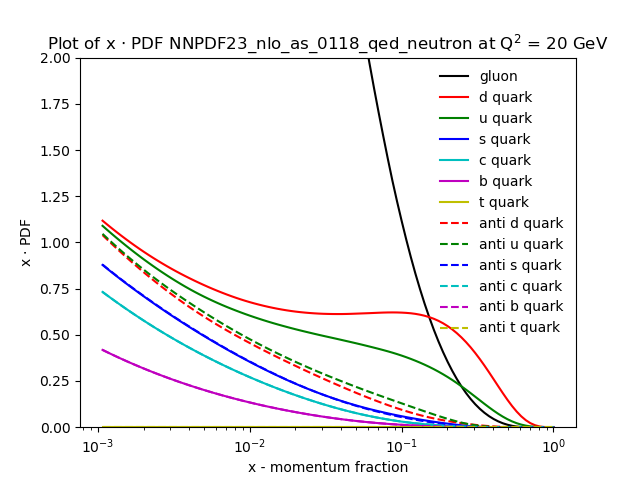 Plot of x · PDF NNPDF23_nlo_as_0118_qed_neutron at Q² = 20 GeV
2.00
1.75
1.50
1.25
1.00
0.75
0.50
0.25
0.00
x · PDF
gluon
d quark
u quark
s quark
c quark
b quark
t quark
anti d quark
anti u quark
anti s quark
anti c quark
anti b quark
anti t quark
10⁻³ 10⁻² 10⁻¹ 10⁰
x - momentum fraction